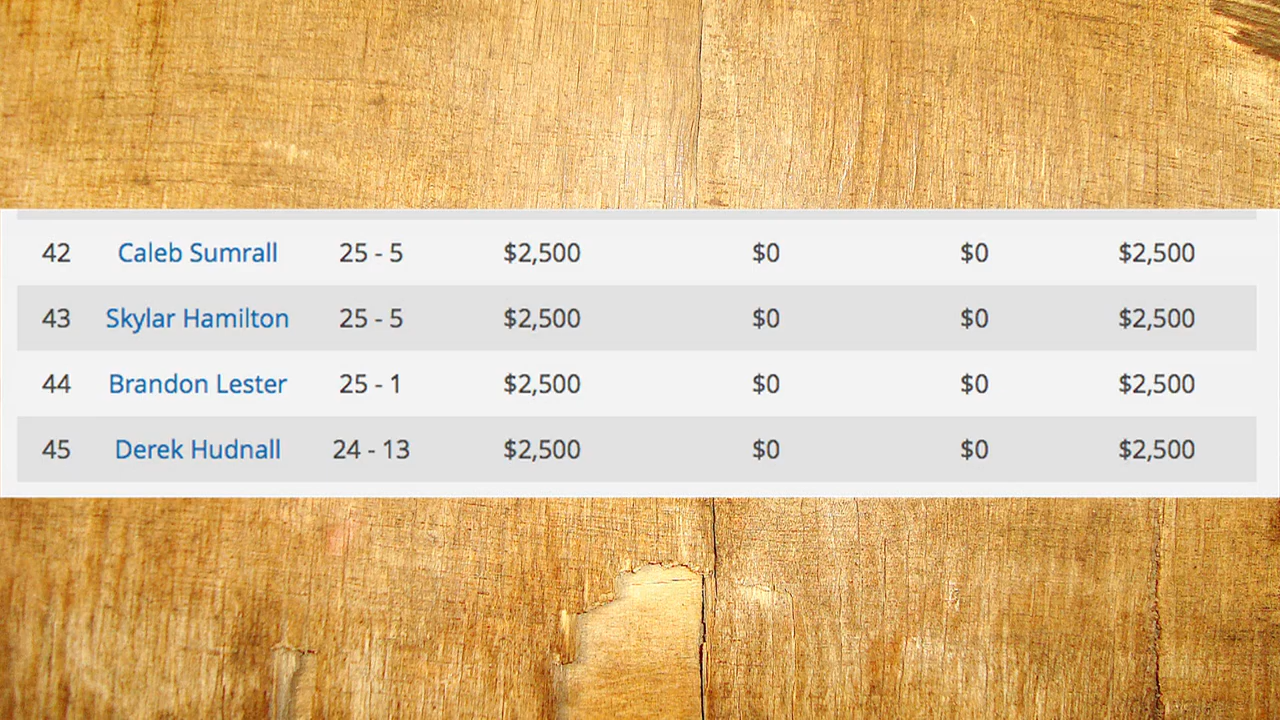 42 Caleb Sumrall 25 - 5 $2,500 $0 $0 $2,500
43 Skylar Hamilton 25 - 5 $2,500 $0 $0 $2,500
44 Brandon Lester 25 - 1 $2,500 $0 $0 $2,500
45 Derek Hudnall 24 - 13 $2,500 $0 $0 $2,500